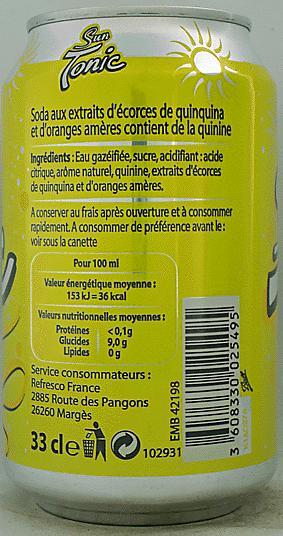 Sun
Tonic
Soda aux extraits d'écorces de quinquina
et d'oranges amères contient de la quinine
Ingrédients : Eau gazéifiée, sucre, acidifiant : acide
citrique, arôme naturel, quinine, extraits d'écorces
de quinquina et d'oranges amères.
A conserver au frais après ouverture et à consommer
rapidement. A consommer de préférence avant le :
voir sous la canette
Pour 100 ml
Valeur énergétique moyenne :
153 kJ = 36 kcal
Valeurs nutritionnelles moyennes :
Protéines <0,1g
Glucides 9,0g
Lipides 0g
Service consommateurs :
Refresco France
2885 Route des Pangons
26260 Margès
33 cl e
102931
EMB 42198
3 608330 025495